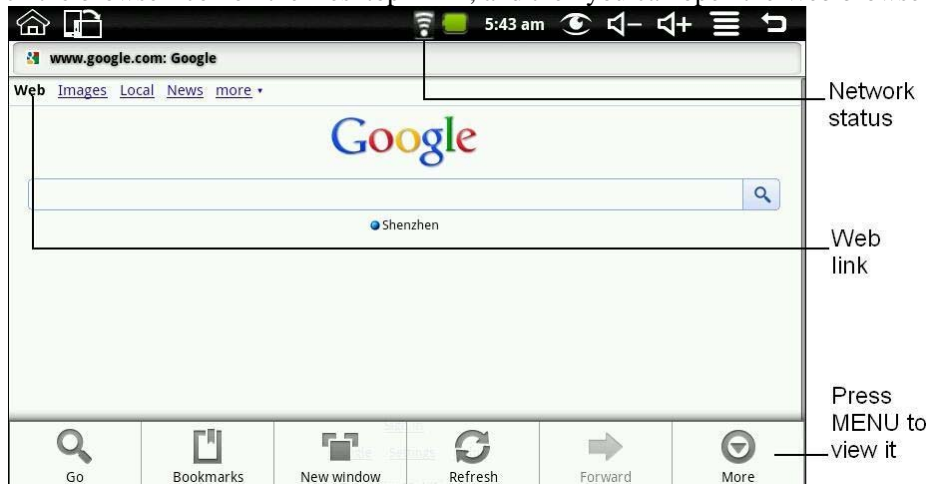 5:43 am
www.google.com: Google
Web Images Local News more
Network
status
Google
Shenzhen
Web
link
Press
MENU to
view it
Go Bookmarks New window Refresh Forward More